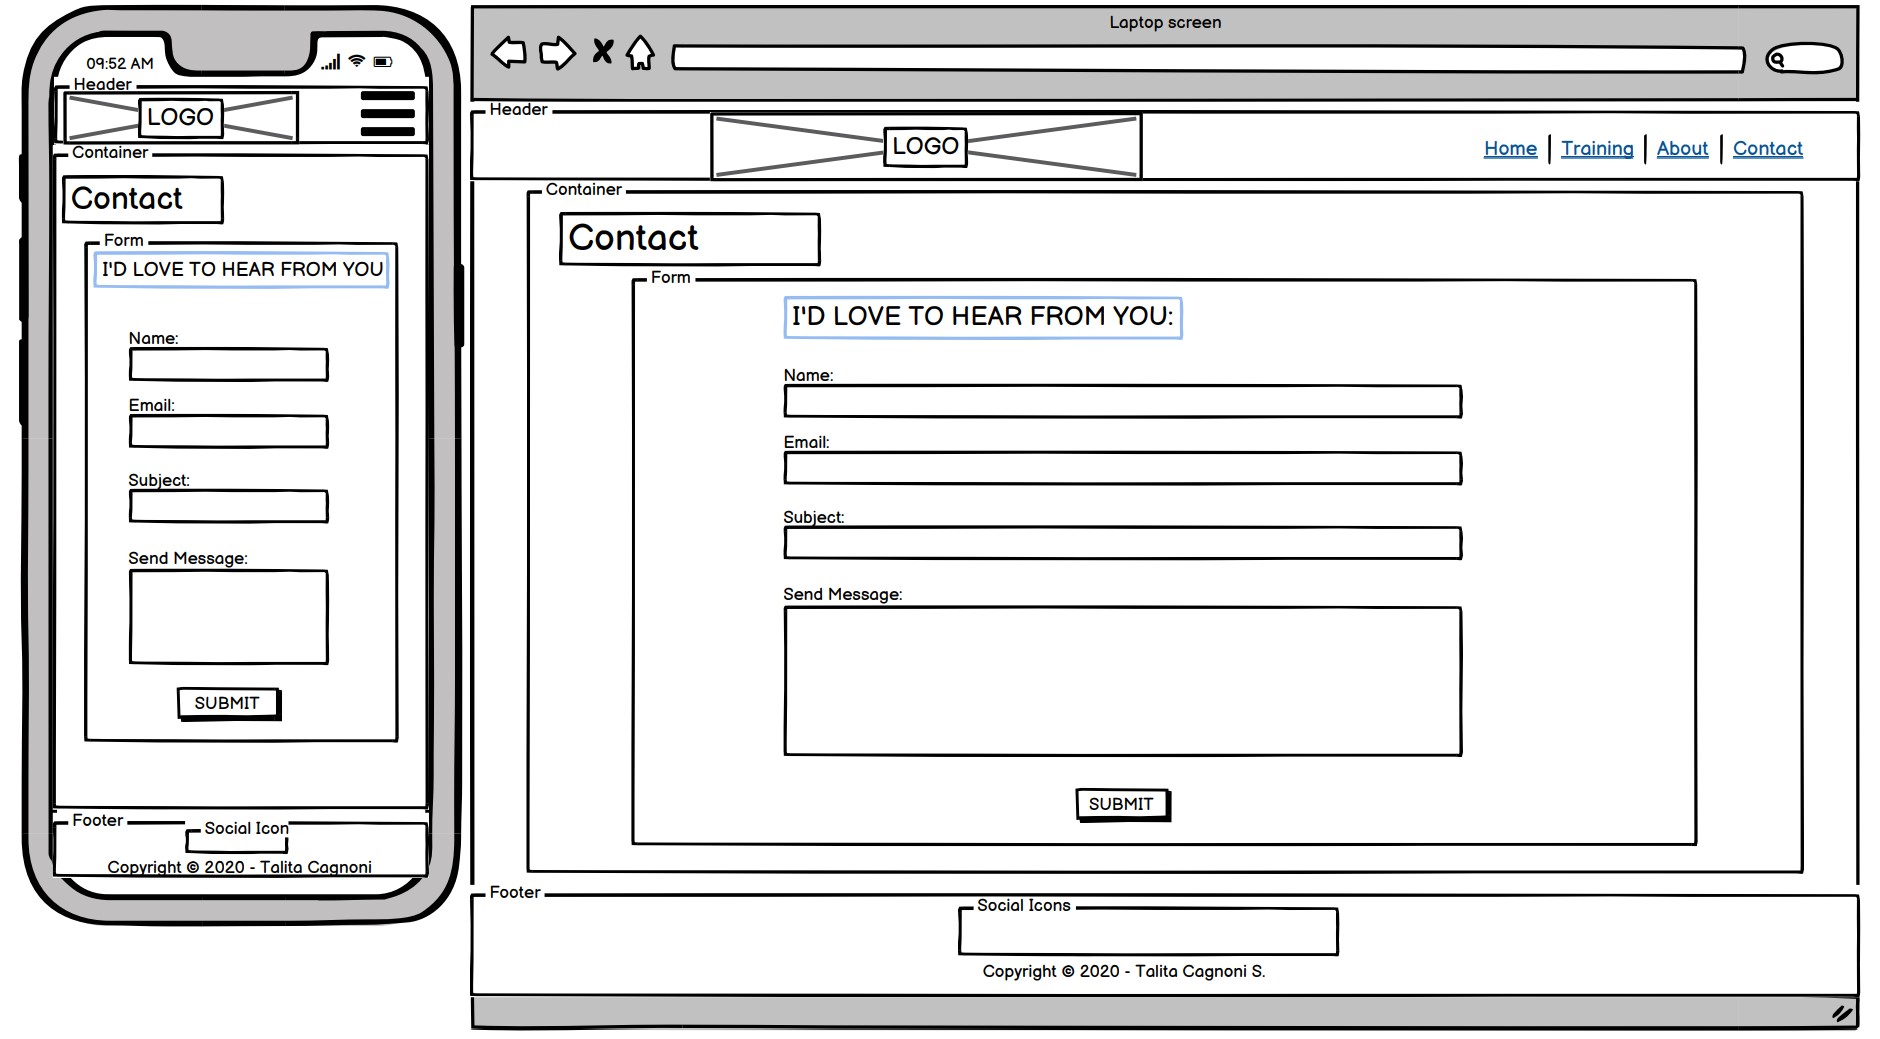 09:52 AM
Header
LOGO
Container
Contact
Form
I'D LOVE TO HEAR FROM YOU
Name:
Email:
Subject:
Send Message:
SUBMIT
Footer
Social Icon
Copyright © 2020 - Talita Cagnoni
Laptop screen
Header
LOGO
Home Training About Contact
Container
Contact
Form
I'D LOVE TO HEAR FROM YOU:
Name:
Email:
Subject:
Send Message:
SUBMIT
Footer
Social Icons
Copyright © 2020 - Talita Cagnoni S.